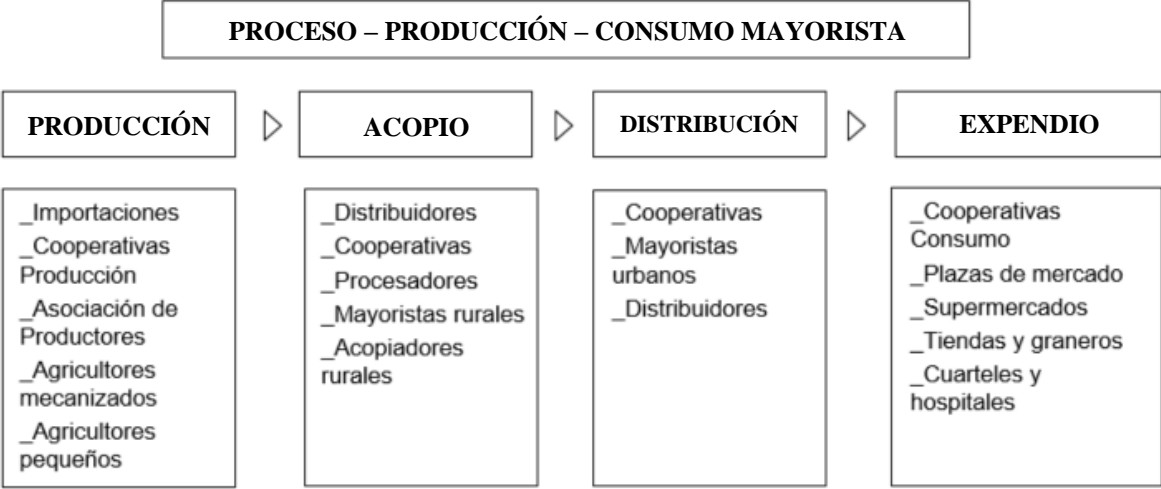 PROCESO – PRODUCCIÓN – CONSUMO MAYORISTA
PRODUCCIÓN
ACOPIO
DISTRIBUCIÓN
EXPENDIO
_Importaciones
_Cooperativas
Producción
_Asociación de
Productores
_Agricultores
mecanizados
_Agricultores
pequeños
_Distribuidores
_Cooperativas
_Procesadores
_Mayoristas rurales
_Acopiadores
rurales
_Cooperativas
_Mayoristas
urbanos
_Distribuidores
_Cooperativas
Consumo
_Plazas de mercado
_Supermercados
_Tiendas y graneros
_Cuarteles y
hospitales